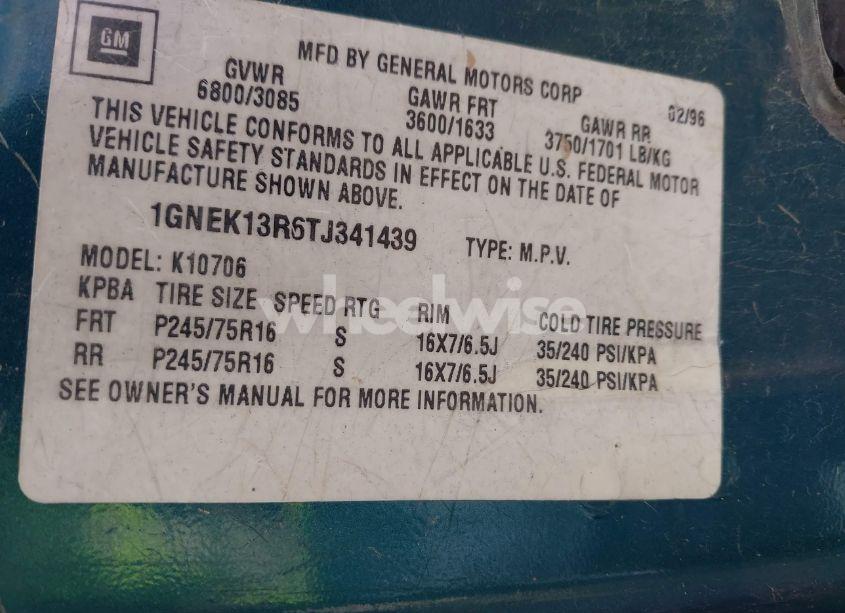 GM
MFD BY GENERAL MOTORS CORP 02/96
GVWR GAWR FRT GAWR RR
6800/3085 3600/1633 3750/1701 LB/KG
THIS VEHICLE CONFORMS TO ALL APPLICABLE U.S. FEDERAL MOTOR
VEHICLE SAFETY STANDARDS IN EFFECT ON THE DATE OF
MANUFACTURE SHOWN ABOVE.
1GNEK13R6TJ341439 TYPE: M.P.V.
MODEL: K10706
KPBA TIRE SIZE SPEED RTG RIM COLD TIRE PRESSURE
FRT P245/75R16 S 16X7/6.5J 35/240 PSI/KPA
RR P245/75R16 S 16X7/6.5J 35/240 PSI/KPA
SEE OWNER'S MANUAL FOR MORE INFORMATION.
wheelwise